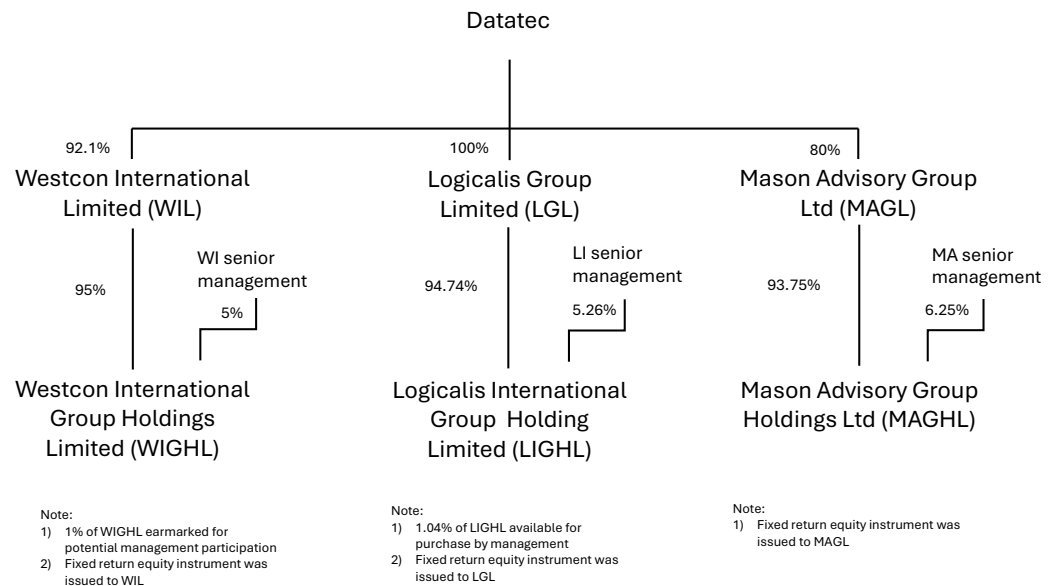 Datatec
92.1%
100%
80%
Westcon International
Limited (WIL)
Logicalis Group
Limited (LGL)
Mason Advisory Group
Ltd (MAGL)
95%
WI senior
management
5%
94.74%
LI senior
management
5.26%
93.75%
MA senior
management
6.25%
Westcon International
Group Holdings
Limited (WIGHL)
Logicalis International
Group Holding
Limited (LIGHL)
Mason Advisory Group
Holdings Ltd (MAGHL)
Note:
1) 1% of WIGHL earmarked for
potential management participation
2) Fixed return equity instrument was
issued to WIL
Note:
1) 1.04% of LIGHL available for
purchase by management
2) Fixed return equity instrument was
issued to LGL
Note:
1) Fixed return equity instrument was
issued to MAGL